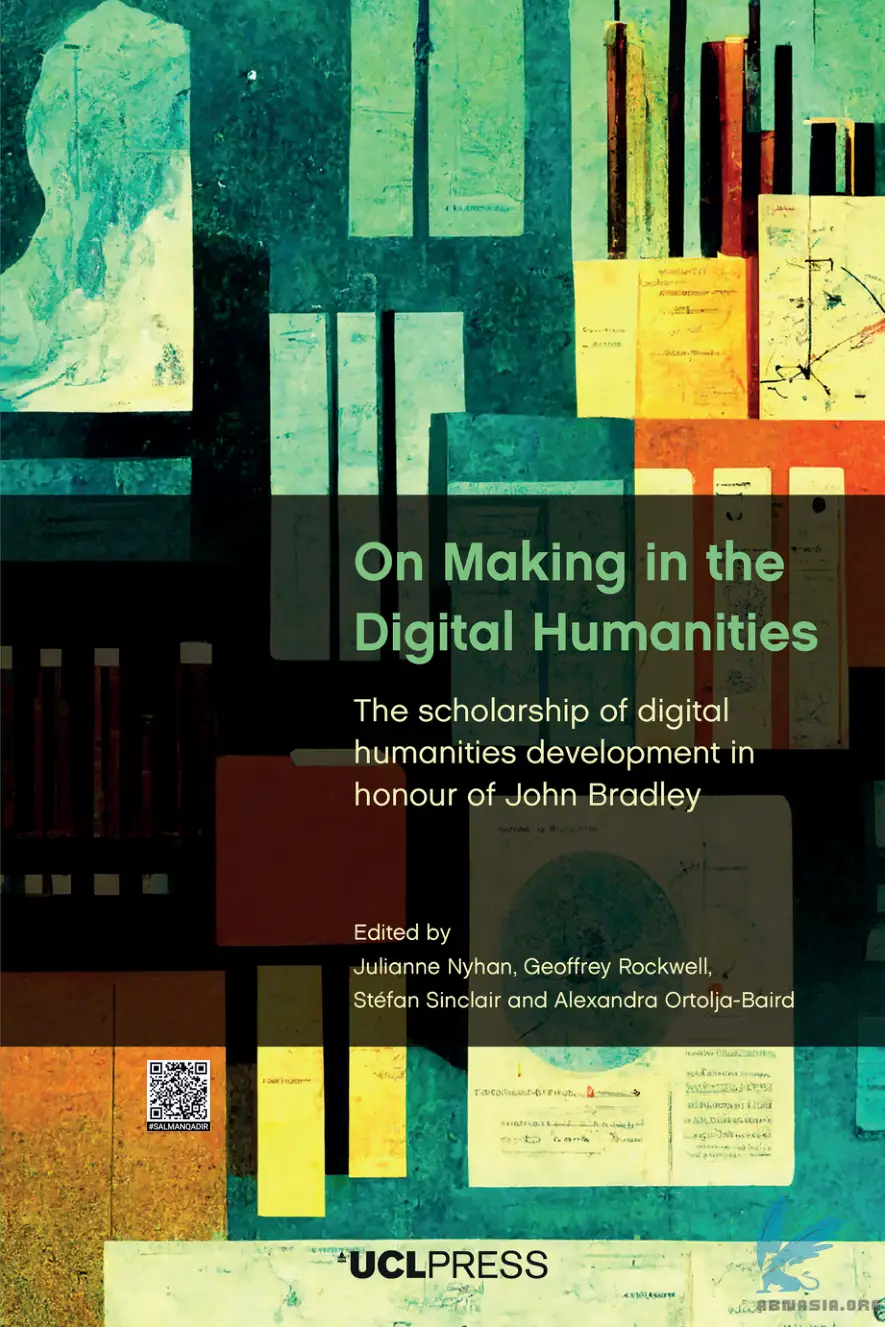 On Making in the
Digital Humanities
The scholarship of digital
humanities development in
honour of John Bradley
Edited by
Julianne Nyhan, Geoffrey Rockwell,
Stéfan Sinclair and Alexandra Ortolja-Baird
#SALMANQADIR
UCLPRESS
ABNASIA.ORG